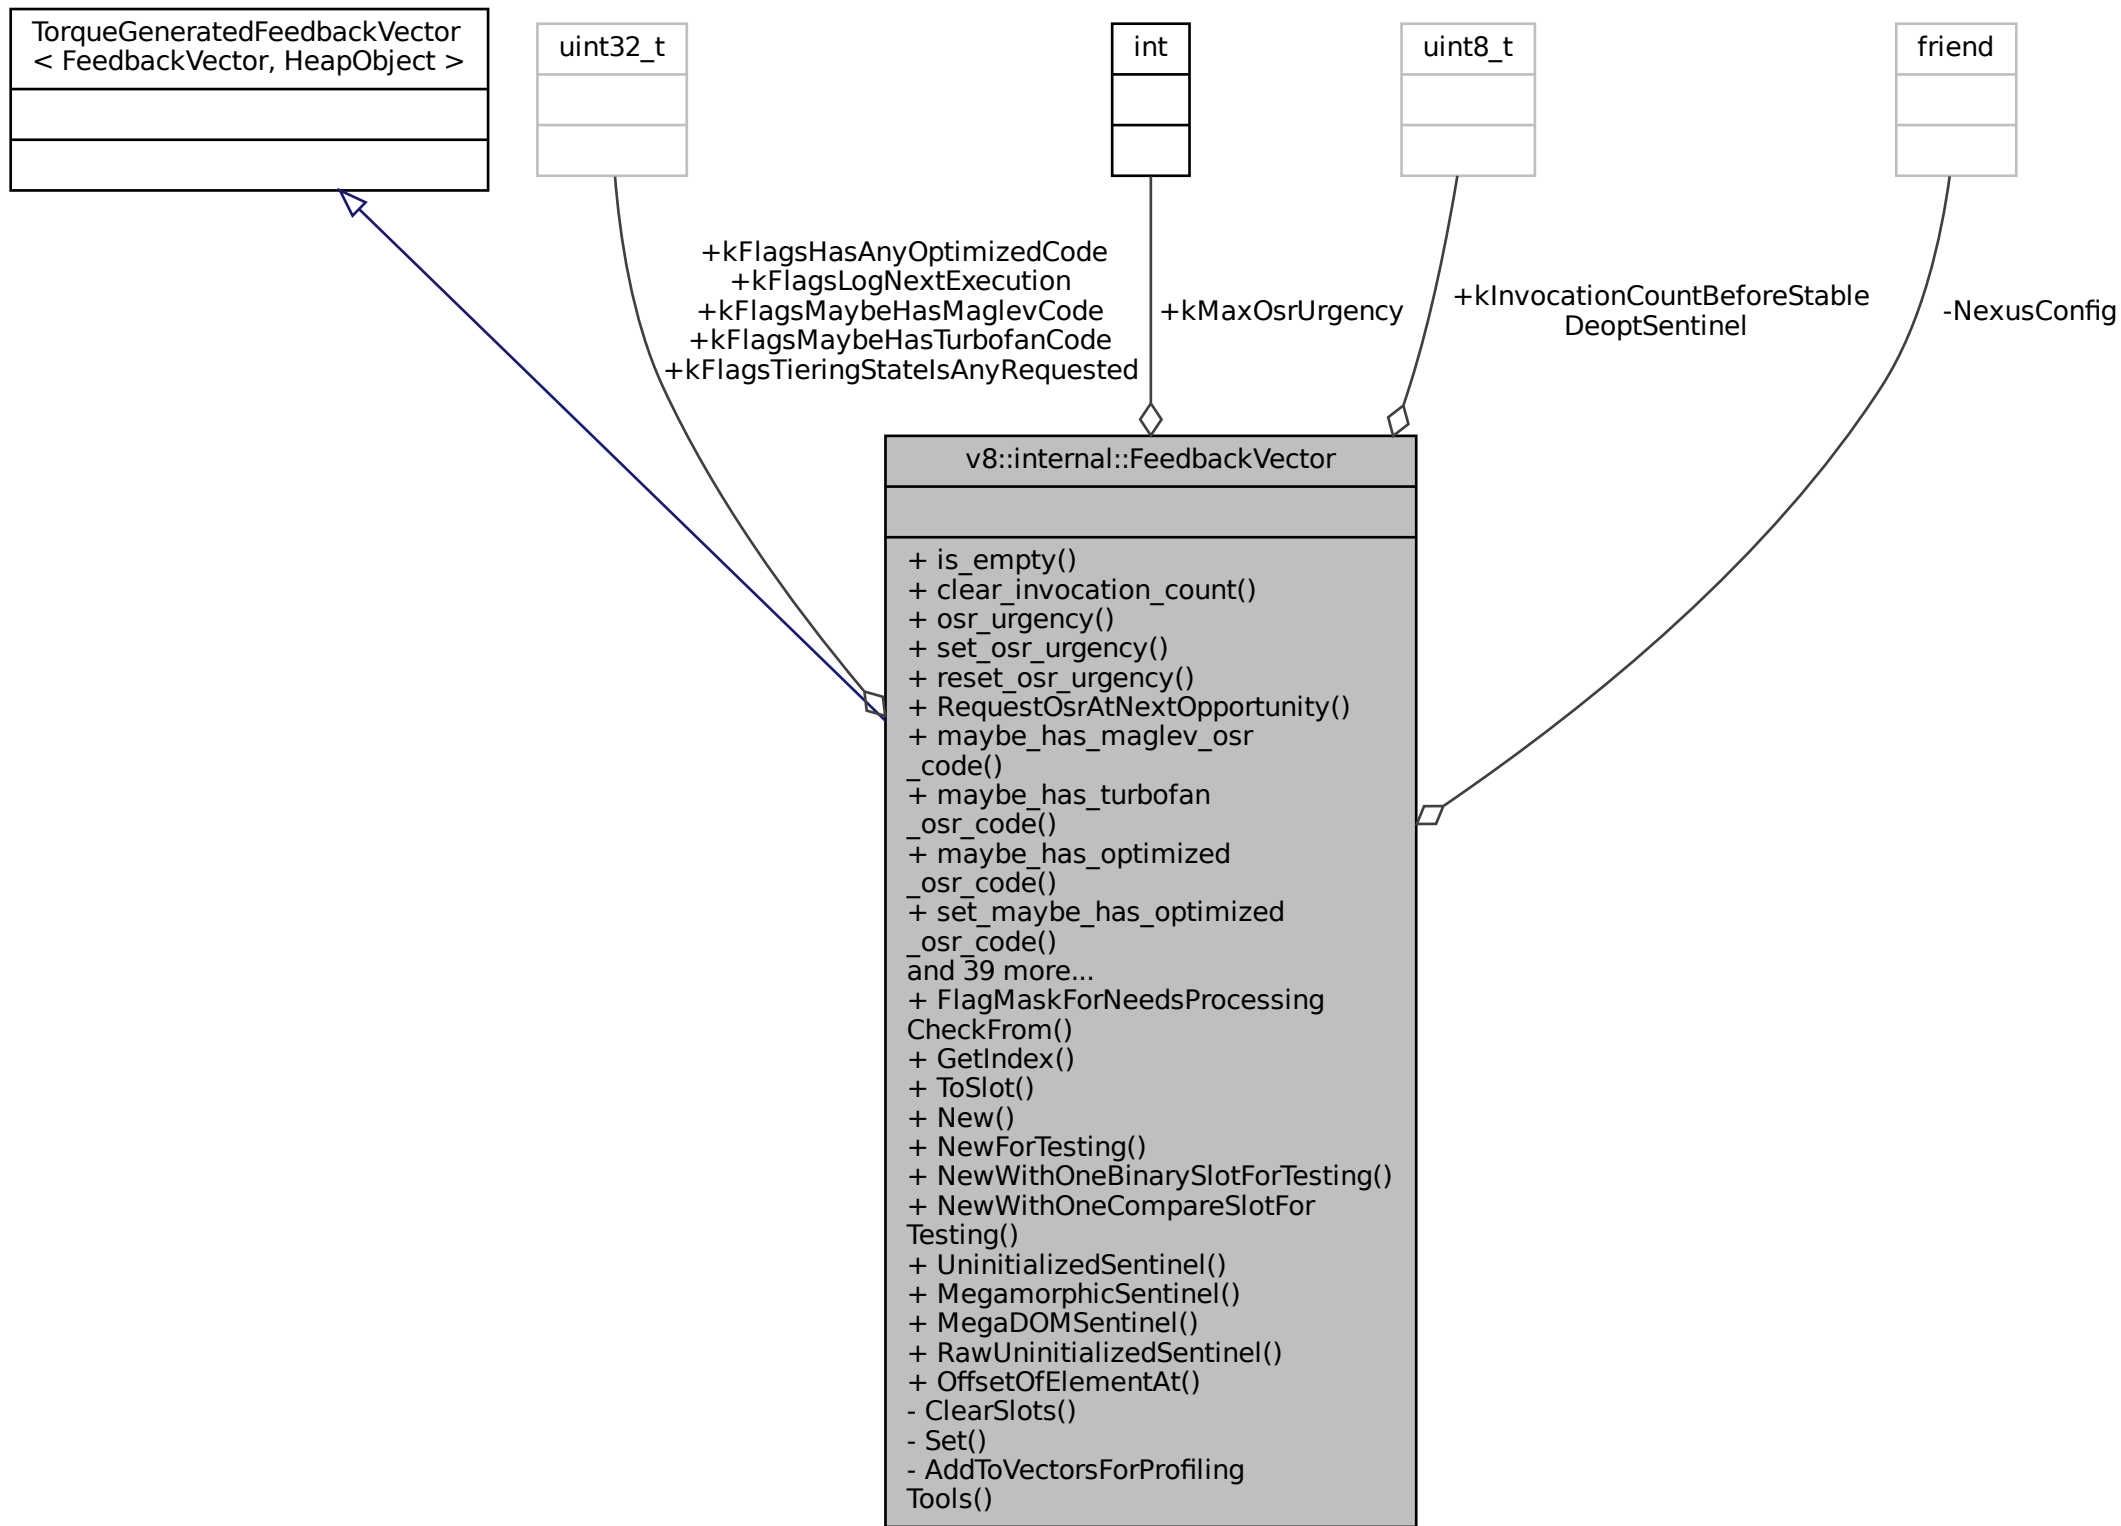 TorqueGeneratedFeedbackVector
< FeedbackVector, HeapObject >
uint32_t
int
uint8_t
friend
+kFlagsHasAnyOptimizedCode
+kFlagsLogNextExecution
+kFlagsMaybeHasMaglevCode
+kFlagsMaybeHasTurbofanCode
+kFlagsTieringStateIsAnyRequested
+kMaxOsrUrgency
+kInvocationCountBeforeStable
DeoptSentinel
-NexusConfig
v8::internal::FeedbackVector
+ is_empty()
+ clear_invocation_count()
+ osr_urgency()
+ set_osr_urgency()
+ reset_osr_urgency()
+ RequestOsrAtNextOpportunity()
+ maybe_has_maglev_osr
_code()
+ maybe_has_turbofan
_osr_code()
+ maybe_has_optimized
_osr_code()
+ set_maybe_has_optimized
_osr_code()
and 39 more...
+ FlagMaskForNeedsProcessing
CheckFrom()
+ GetIndex()
+ ToSlot()
+ New()
+ NewForTesting()
+ NewWithOneBinarySlotForTesting()
+ NewWithOneCompareSlotFor
Testing()
+ UninitializedSentinel()
+ MegamorphicSentinel()
+ MegaDOMSentinel()
+ RawUninitializedSentinel()
+ OffsetOfElementAt()
- ClearSlots()
- Set()
- AddToVectorsForProfiling
Tools()